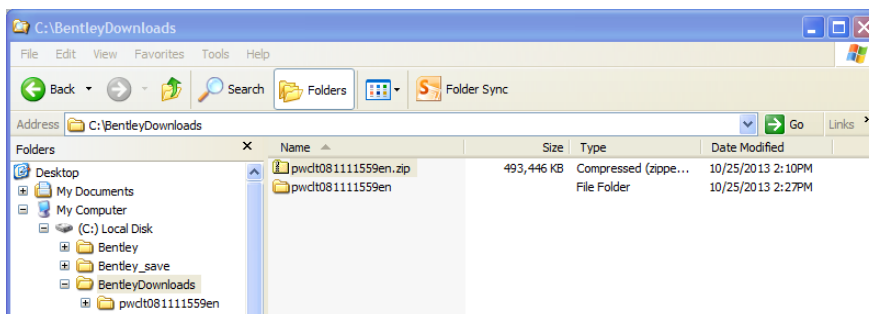 C:\BentleyDownloads
File Edit View Favorites Tools Help
Back Search Folders Folder Sync
Address C:\BentleyDownloads Go Links
Folders Name Size Type Date Modified
Desktop pwclt081111559en.zip 493,446 KB Compressed (zippe... 10/25/2013 2:10PM
My Documents pwclt081111559en File Folder 10/25/2013 2:27PM
My Computer
(C:) Local Disk
Bentley
Bentley_save
BentleyDownloads
pwclt081111559en